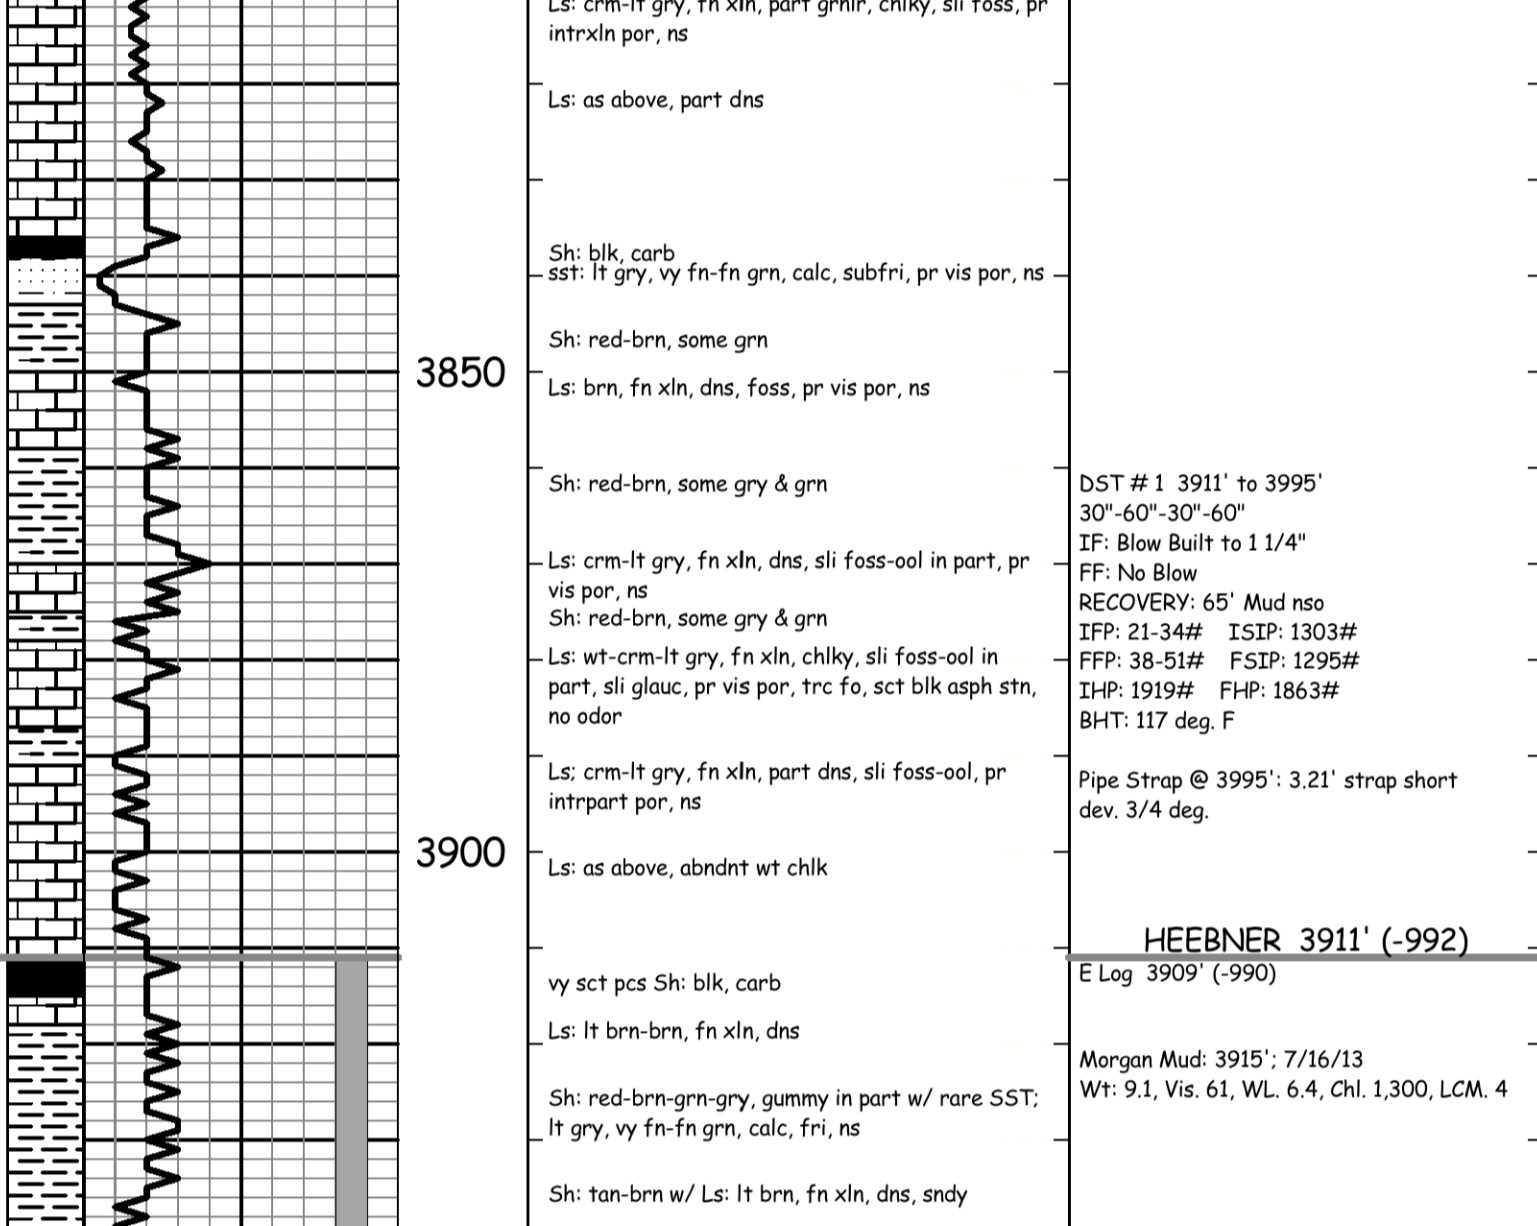 Ls: crm-lt gry, fn xln, part grnlr, chlky, sli foss, pr
intrxln por, ns
Ls: as above, part dns
Sh: blk, carb
sst: lt gry, vy fn-fn grn, calc, subfri, pr vis por, ns
Sh: red-brn, some grn
3850
Ls: brn, fn xln, dns, foss, pr vis por, ns
Sh: red-brn, some gry & grn
Ls: crm-lt gry, fn xln, dns, sli foss-ool in part, pr
vis por, ns
Sh: red-brn, some gry & grn
Ls: wt-crm-lt gry, fn xln, chlky, sli foss-ool in
part, sli glauc, pr vis por, trc fo, sct blk asph stn,
no odor
Ls; crm-lt gry, fn xln, part dns, sli foss-ool, pr
intrpart por, ns
3900
Ls: as above, abndnt wt chlk
vy sct pcs Sh: blk, carb
Ls: lt brn-brn, fn xln, dns
Sh: red-brn-grn-gry, gummy in part w/ rare SST;
lt gry, vy fn-fn grn, calc, fri, ns
Sh: tan-brn w/ Ls: lt brn, fn xln, dns, sndy
DST # 1 3911' to 3995'
30"-60"-30"-60"
IF: Blow Built to 1 1/4"
FF: No Blow
RECOVERY: 65' Mud nso
IFP: 21-34# ISIP: 1303#
FFP: 38-51# FSIP: 1295#
IHP: 1919# FHP: 1863#
BHT: 117 deg. F
Pipe Strap @ 3995': 3.21' strap short
dev. 3/4 deg.
HEEBNER 3911' (-992)
E Log 3909' (-990)
Morgan Mud: 3915'; 7/16/13
Wt: 9.1, Vis. 61, WL. 6.4, Chl. 1,300, LCM. 4